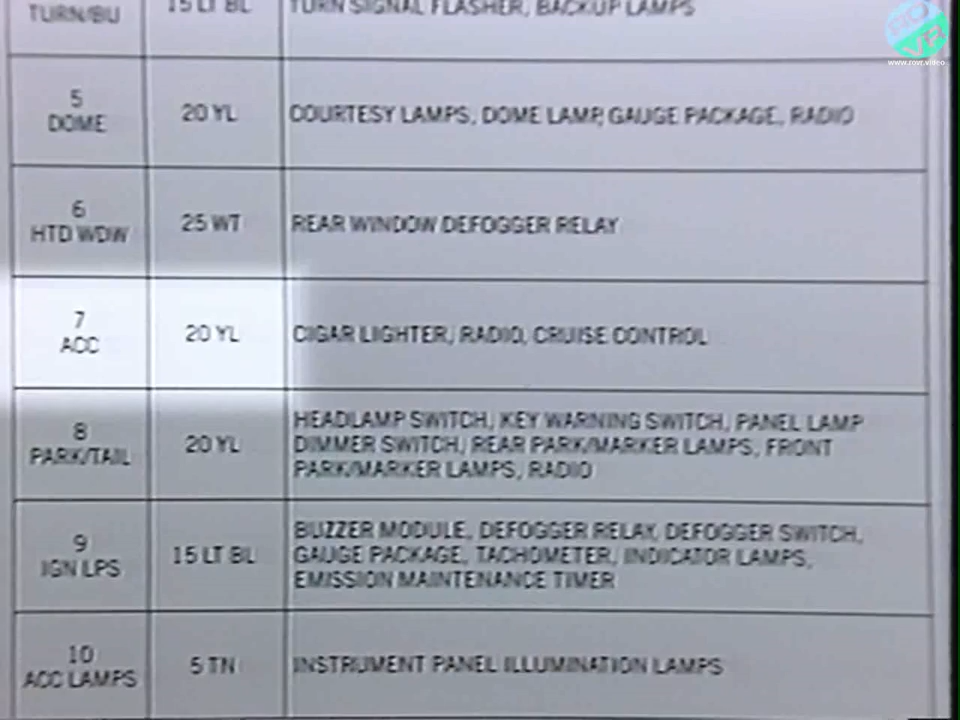 TURN/BU
15 LT BL
TURN SIGNAL FLASHER, BACKUP LAMPS
ROVR
www.rovr.video
5
DOME
20 YL
COURTESY LAMPS, DOME LAMP, GAUGE PACKAGE, RADIO
6
HTD WDW
25 WT
REAR WINDOW DEFOGGER RELAY
7
ACC
20 YL
CIGAR LIGHTER, RADIO, CRUISE CONTROL
8
PARK/TAIL
20 YL
HEADLAMP SWITCH, KEY WARNING SWITCH, PANEL LAMP
DIMMER SWITCH, REAR PARK/MARKER LAMPS, FRONT
PARK/MARKER LAMPS, RADIO
9
IGN LPS
15 LT BL
BUZZER MODULE, DEFOGGER RELAY, DEFOGGER SWITCH,
GAUGE PACKAGE, TACHOMETER, INDICATOR LAMPS,
EMISSION MAINTENANCE TIMER
10
ACC LAMPS
5 TN
INSTRUMENT PANEL ILLUMINATION LAMPS